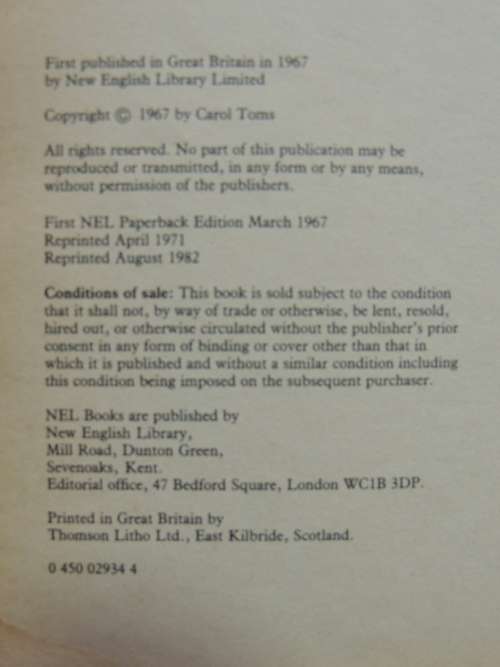 First published in Great Britain in 1967
by New English Library Limited
Copyright © 1967 by Carol Toms
All rights reserved. No part of this publication may be
reproduced or transmitted, in any form or by any means,
without permission of the publishers.
First NEL Paperback Edition March 1967
Reprinted April 1971
Reprinted August 1982
Conditions of sale: This book is sold subject to the condition
that it shall not, by way of trade or otherwise, be lent, resold,
hired out, or otherwise circulated without the publisher's prior
consent in any form of binding or cover other than that in
which it is published and without a similar condition including
this condition being imposed on the subsequent purchaser.
NEL Books are published by
New English Library,
Mill Road, Dunton Green,
Sevenoaks, Kent.
Editorial office, 47 Bedford Square, London WC1B 3DP.
Printed in Great Britain by
Thomson Litho Ltd., East Kilbride, Scotland.
0 450 02934 4